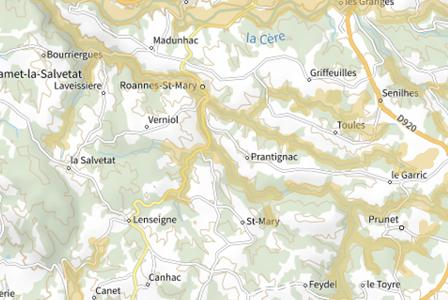 les Granges
la Cère
Madunhac
Bourriergues
amet-la-Salvetat
Griffeuilles
Laveissière
Roannes-St-Mary
Senilhes
Verniol
Toules
D920
Prantignac
la Salvetat
le Garric
Lenseigne
St-Mary
Prunet
Canhac
Canet
Feydel
le Toyre
erie